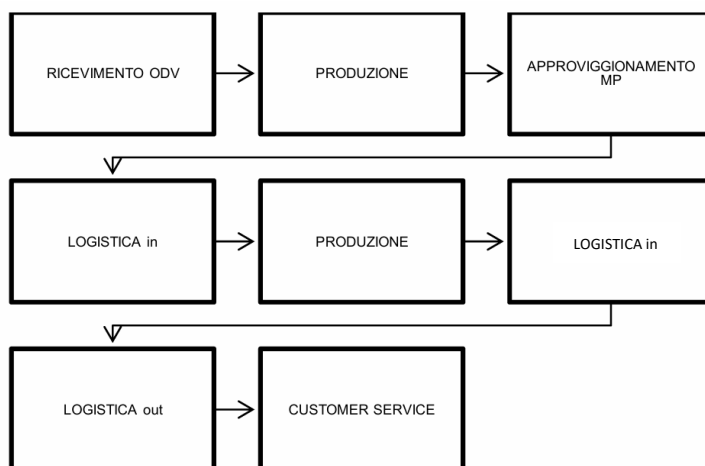 RICEVIMENTO ODV
PRODUZIONE
APPROVIGGIONAMENTO
MP
LOGISTICA in
PRODUZIONE
LOGISTICA in
LOGISTICA out
CUSTOMER SERVICE